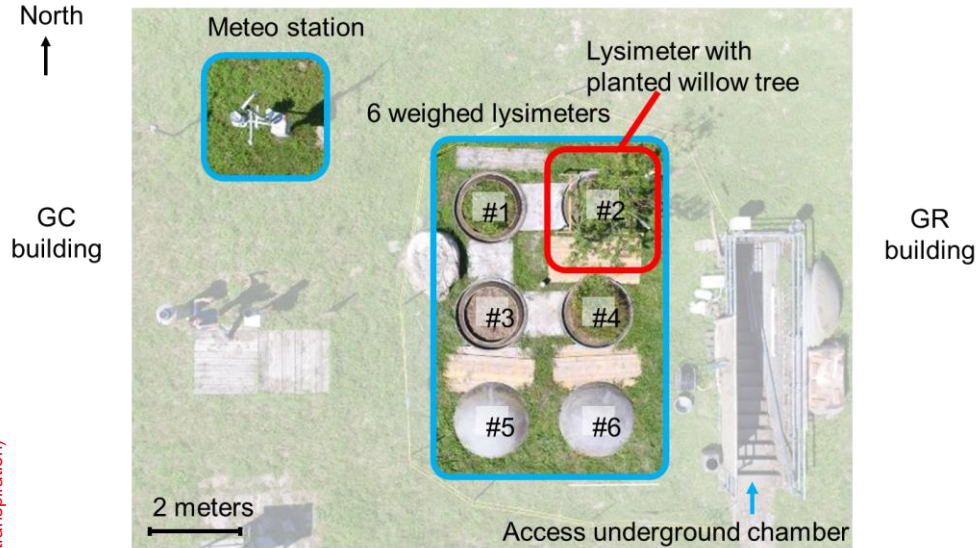 North
Meteo station
Lysimeter with
planted willow tree
6 weighed lysimeters
#1
#2
GC
building
GR
building
#3
#4
#5
#6
2 meters
Access underground chamber
transpiration)